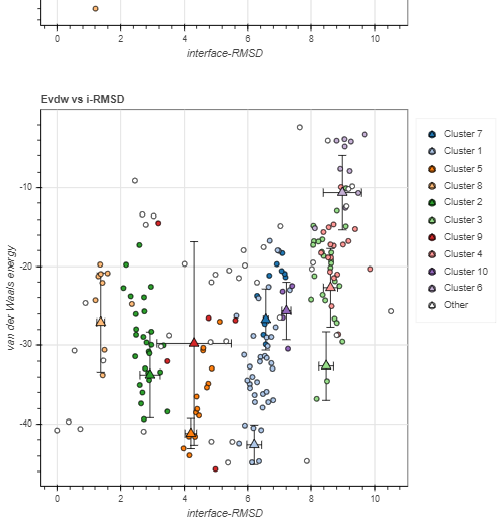 0 2 4 6 8 10
interface-RMSD
Evdw vs i-RMSD
-10
-20
-30
-40
van der Waals energy
0 2 4 6 8 10
interface-RMSD
Cluster 7
Cluster 1
Cluster 5
Cluster 8
Cluster 2
Cluster 3
Cluster 9
Cluster 4
Cluster 10
Cluster 6
Other